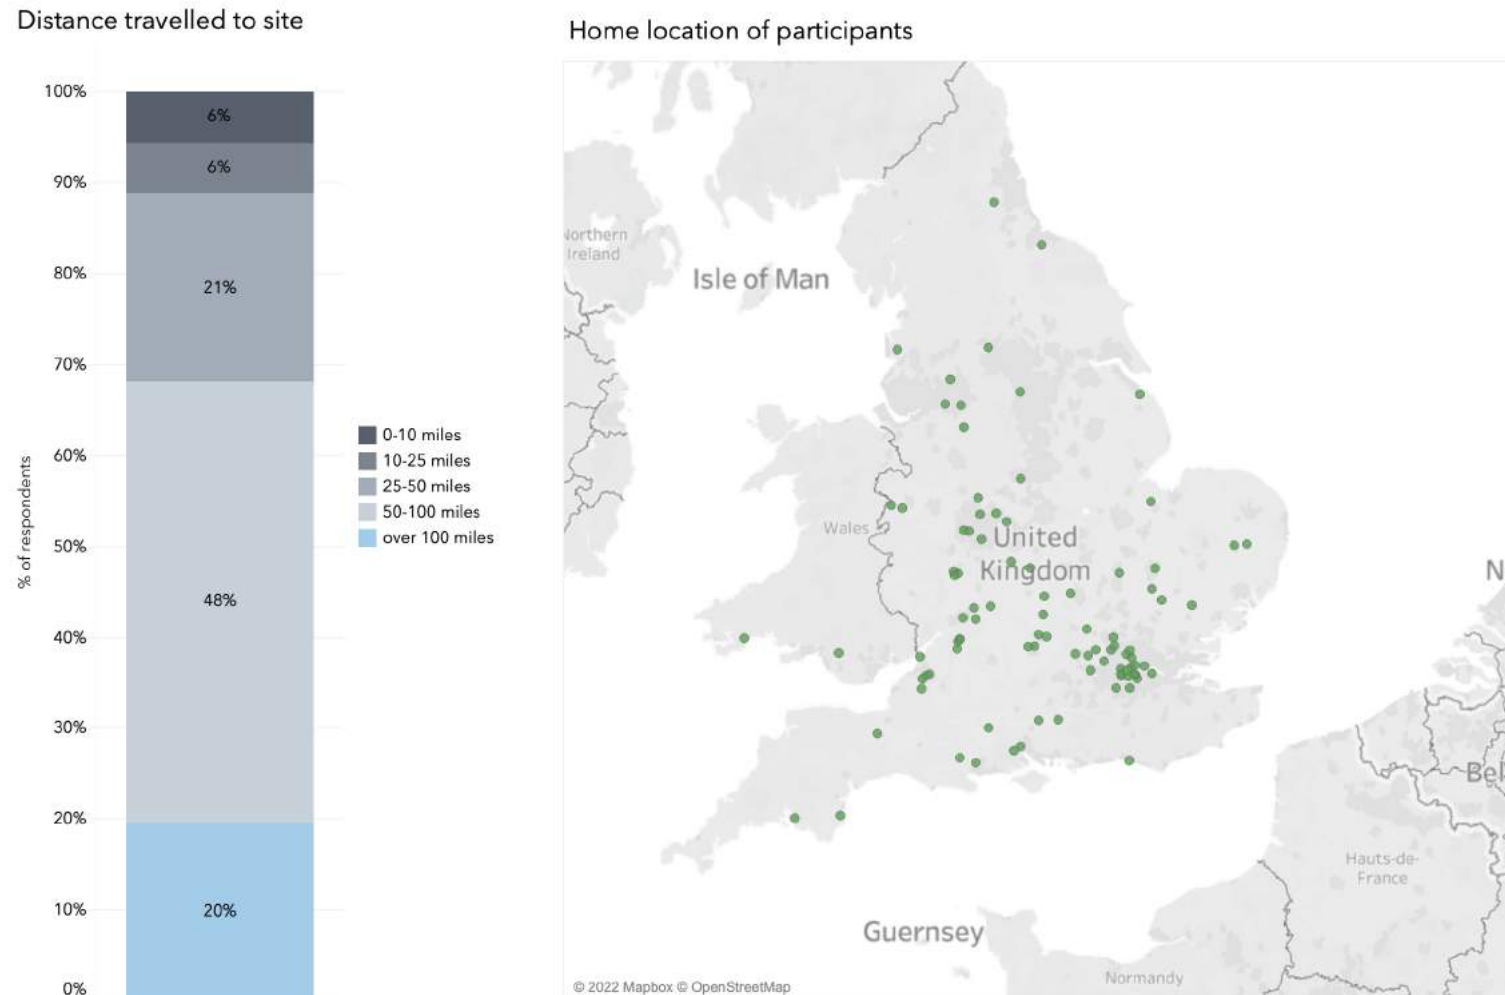 Distance travelled to site
100%
90%
80%
70%
60%
50%
40%
30%
20%
10%
0%
% of respondents
6%
6%
21%
48%
20%
0-10 miles
10-25 miles
25-50 miles
50-100 miles
over 100 miles
Home location of participants
Northern
Ireland
Isle of Man
Wales
United
Kingdom
N
Bel
Hauts-de-
France
Guernsey
Normandy
© 2022 Mapbox © OpenStreetMap